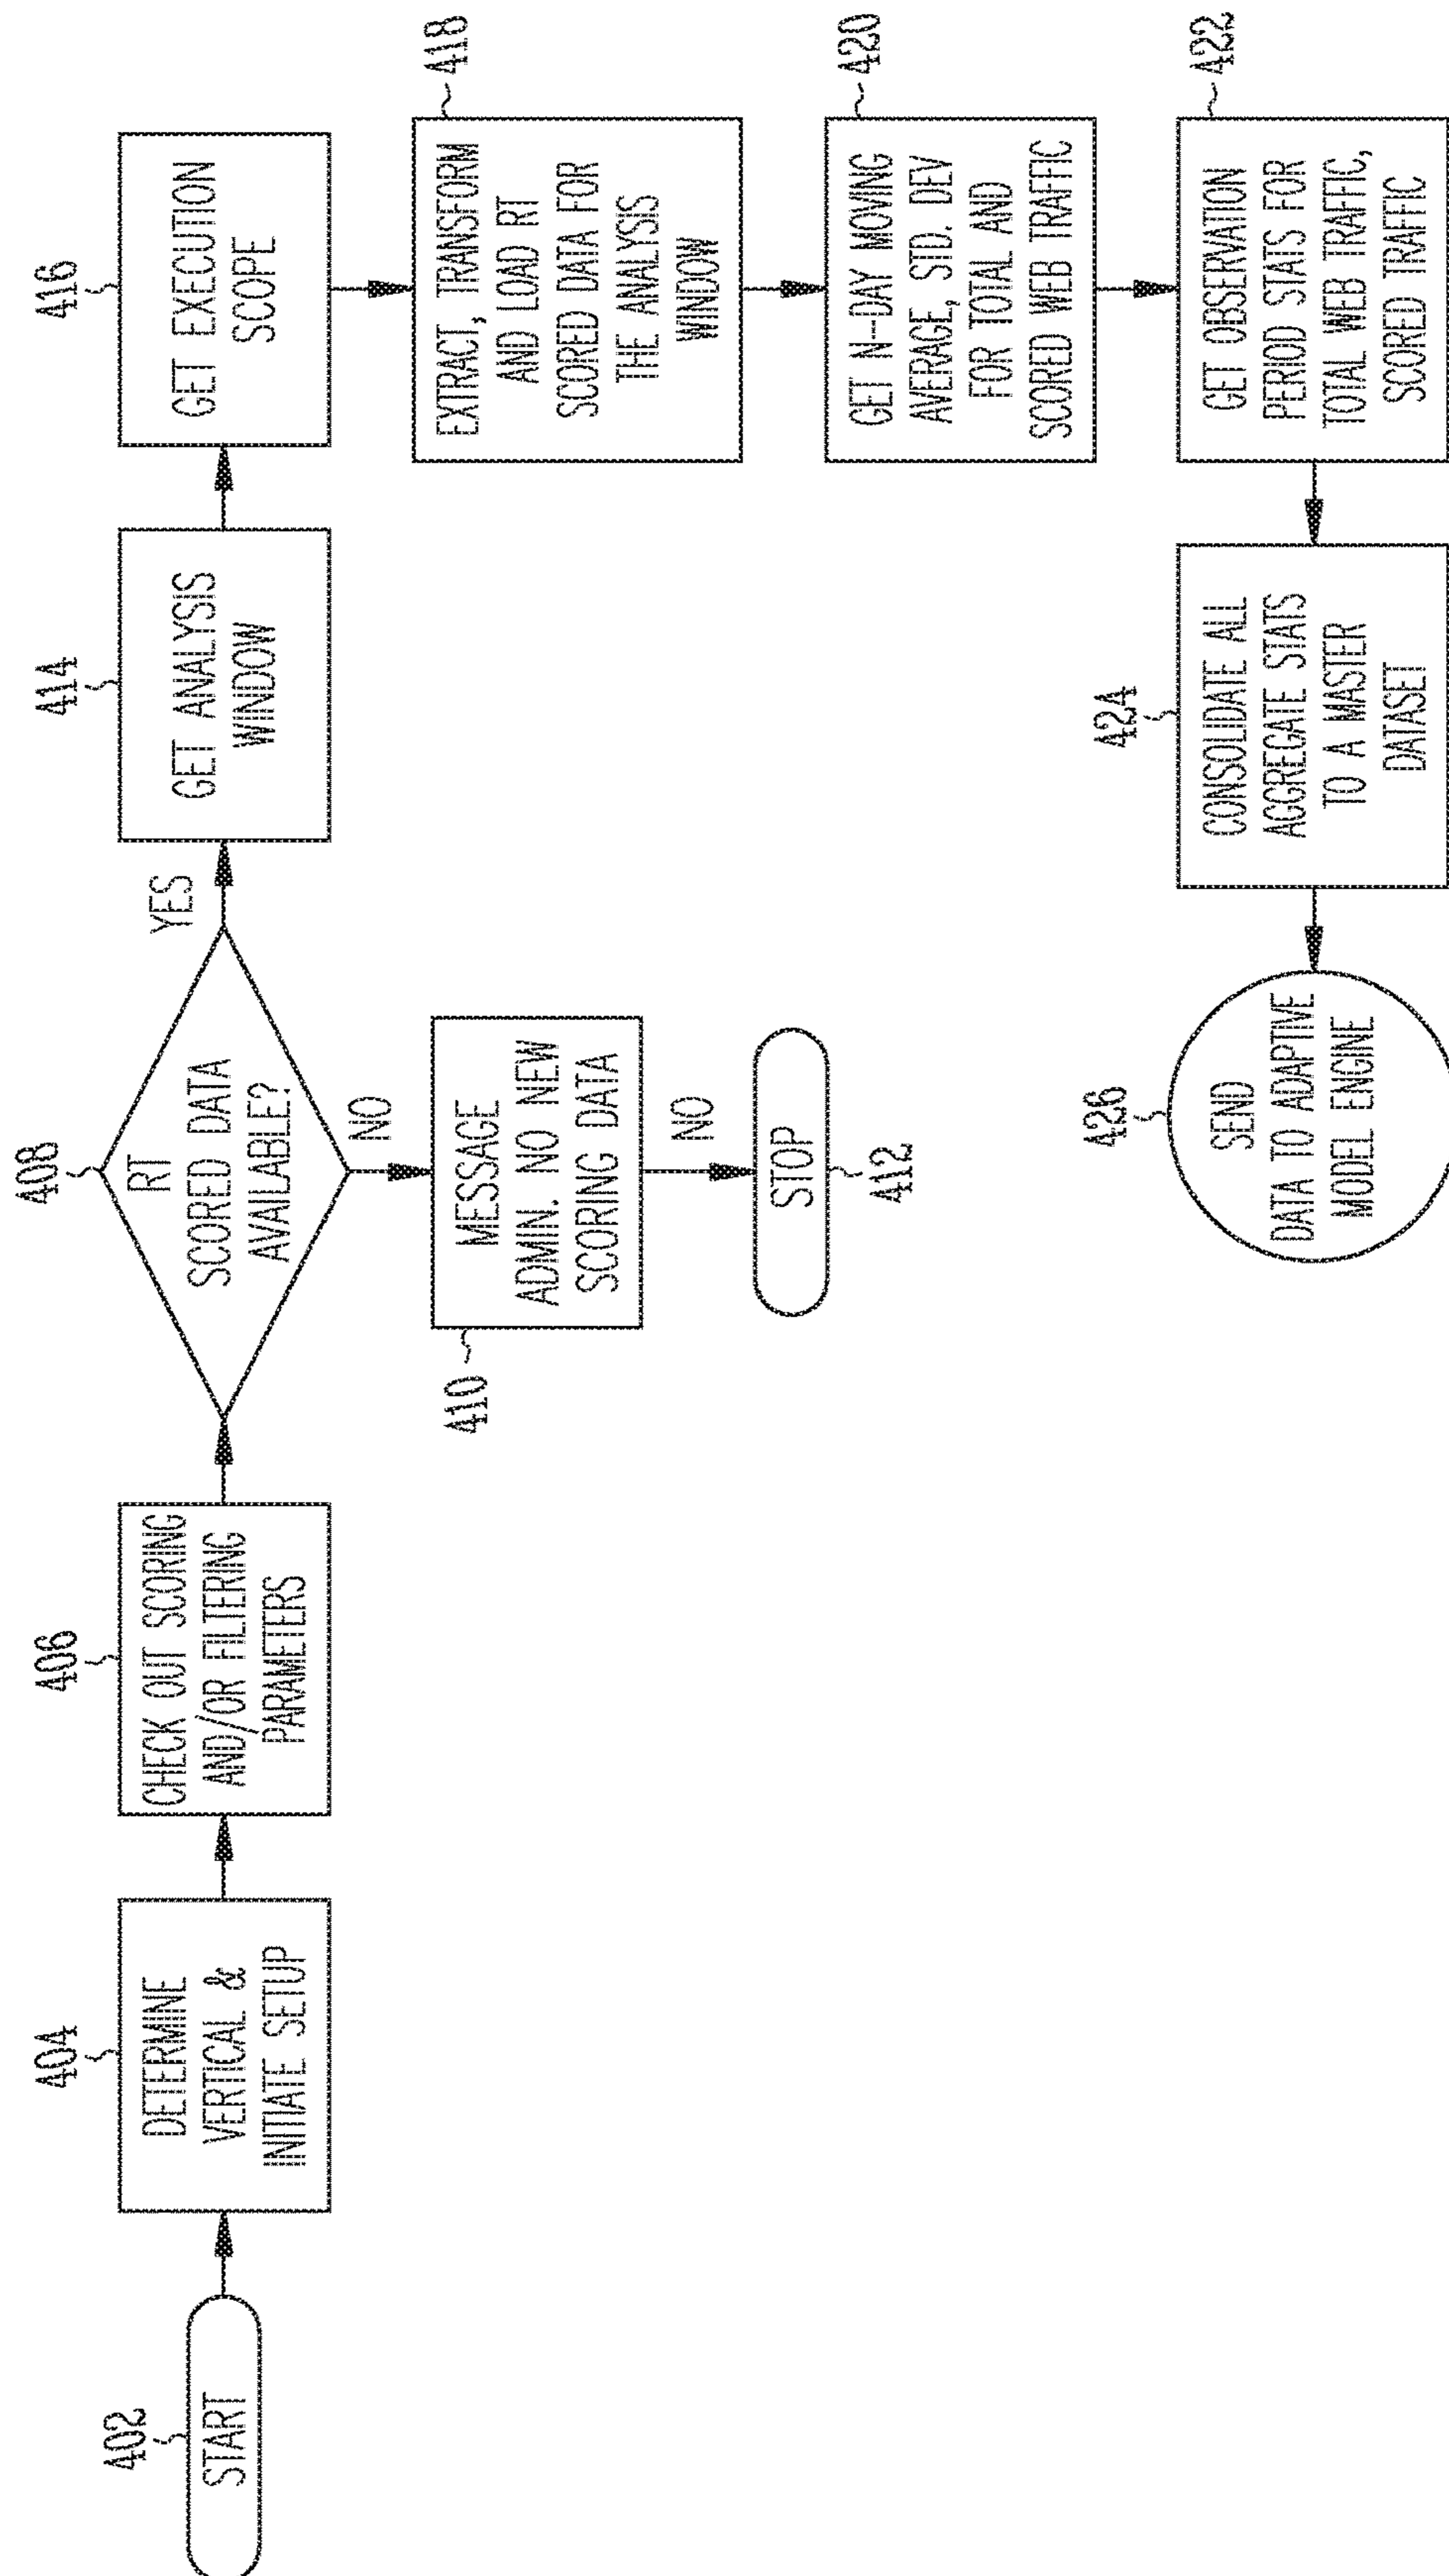 402
START
404
DETERMINE
VERTICAL &
INITIATE SETUP
406
CHECK OUT SCORING
AND/OR FILTERING
PARAMETERS
408
RT
SCORED DATA
AVAILABLE?
YES
NO
410
MESSAGE
ADMIN. NO NEW
SCORING DATA
NO
STOP
412
414
GET ANALYSIS
WINDOW
416
GET EXECUTION
SCOPE
418
EXTRACT, TRANSFORM
AND LOAD RT
SCORED DATA FOR
THE ANALYSIS
WINDOW
420
GET N-DAY MOVING
AVERAGE, STD. DEV
FOR TOTAL AND
SCORED WEB TRAFFIC
422
GET OBSERVATION
PERIOD STATS FOR
TOTAL WEB TRAFFIC,
SCORED TRAFFIC
424
CONSOLIDATE ALL
AGGREGATE STATS
TO A MASTER
DATASET
426
SEND
DATA TO ADAPTIVE
MODEL ENGINE